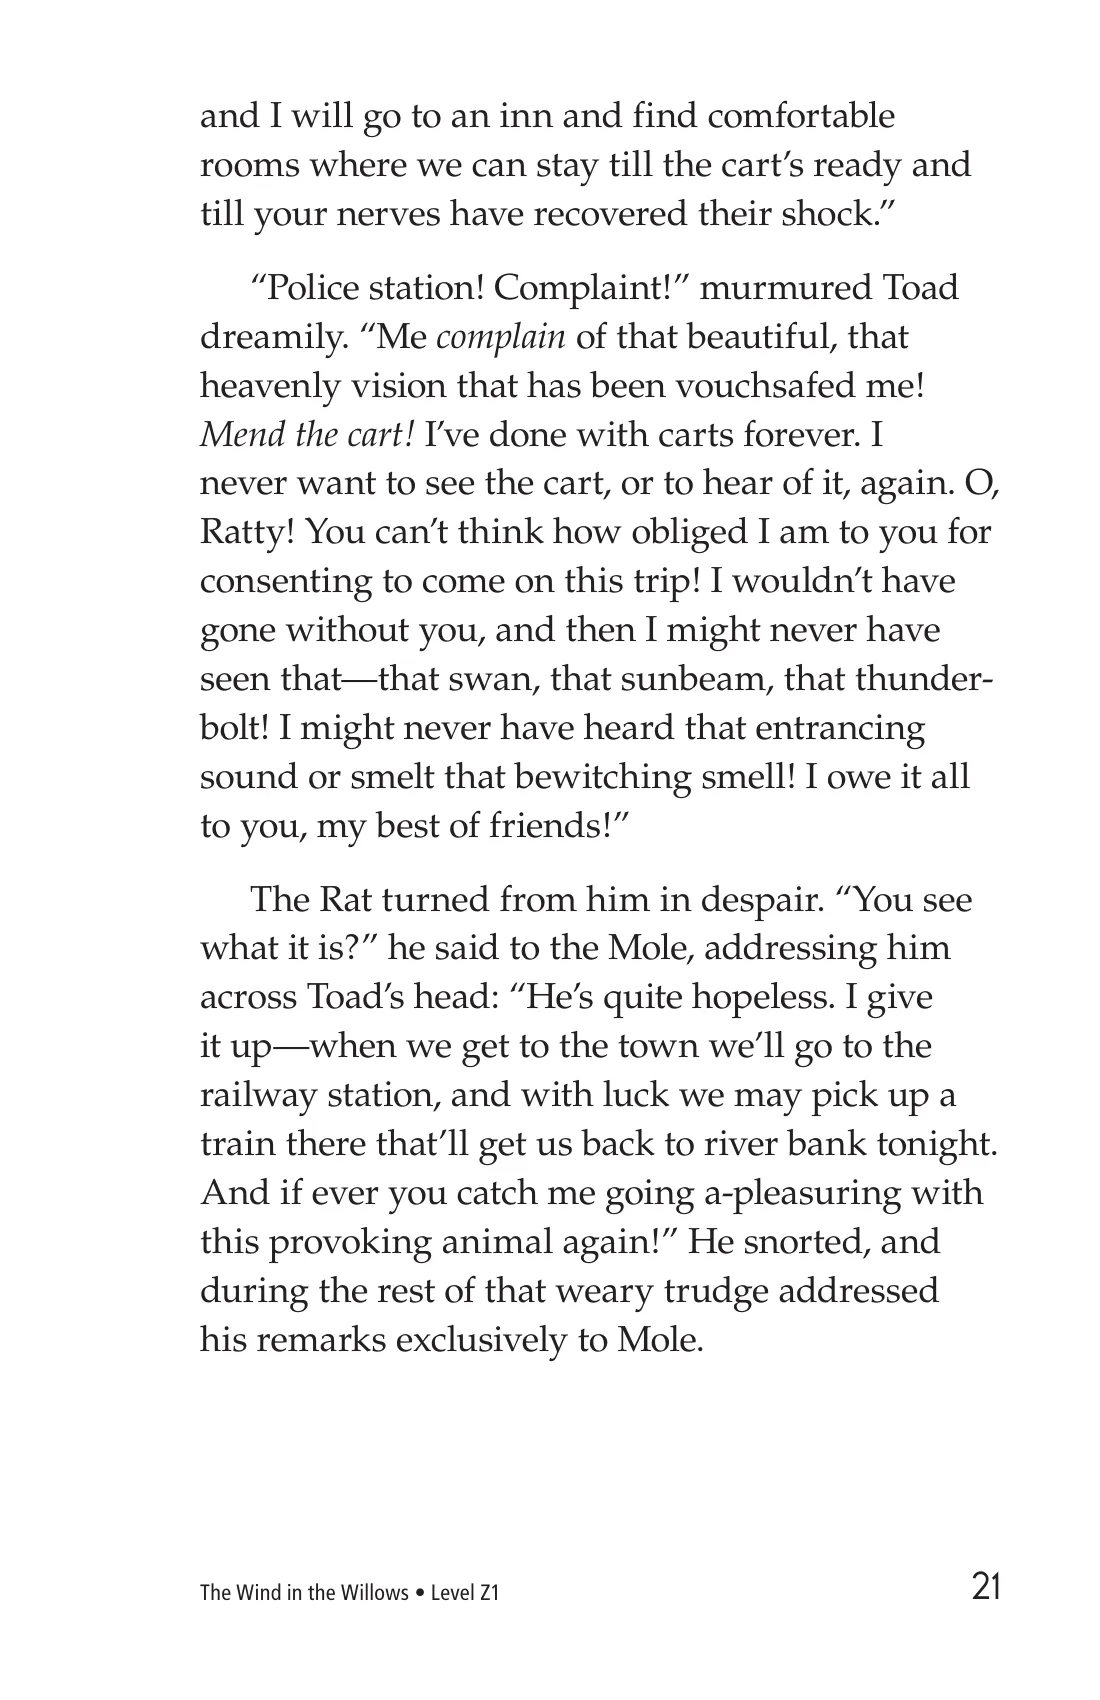 and I will go to an inn and find comfortable
rooms where we can stay till the cart’s ready and
till your nerves have recovered their shock.”
“Police station! Complaint!” murmured Toad
dreamily. “Me complain of that beautiful, that
heavenly vision that has been vouchsafed me!
Mend the cart! I’ve done with carts forever. I
never want to see the cart, or to hear of it, again. O,
Ratty! You can’t think how obliged I am to you for
consenting to come on this trip! I wouldn’t have
gone without you, and then I might never have
seen that—that swan, that sunbeam, that thunder-
bolt! I might never have heard that entrancing
sound or smelt that bewitching smell! I owe it all
to you, my best of friends!”
The Rat turned from him in despair. “You see
what it is?” he said to the Mole, addressing him
across Toad’s head: “He’s quite hopeless. I give
it up—when we get to the town we’ll go to the
railway station, and with luck we may pick up a
train there that’ll get us back to river bank tonight.
And if ever you catch me going a-pleasuring with
this provoking animal again!” He snorted, and
during the rest of that weary trudge addressed
his remarks exclusively to Mole.
The Wind in the Willows • Level Z1
21